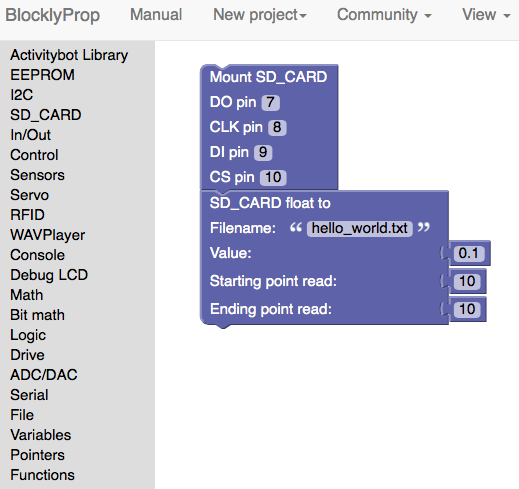 BlocklyProp Manual New project Community View
Activitybot Library
EEPROM
I2C
SD_CARD
In/Out
Control
Sensors
Servo
RFID
WAVPlayer
Console
Debug LCD
Math
Bit math
Logic
Drive
ADC/DAC
Serial
File
Variables
Pointers
Functions
Mount SD_CARD
DO pin 7
CLK pin 8
DI pin 9
CS pin 10
SD_CARD float to
Filename: “ hello_world.txt ”
Value: 0.1
Starting point read: 10
Ending point read: 10